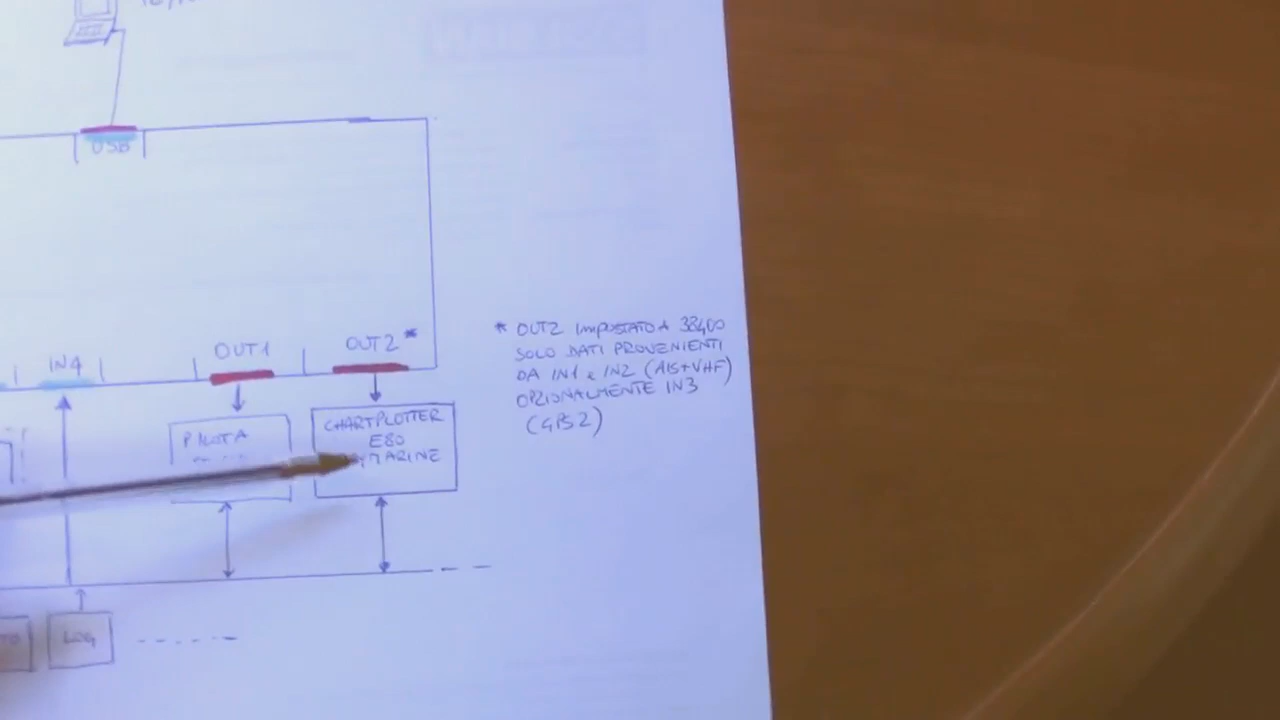 USB
IN4
OUT1
OUT2*
PILOTA
CHARTPLOTTER
E80
MARINE
LOG
* OUT2 IMPOSTATO A 38400
SOLO DATI PROVENIENTI
DA IN1 e IN2 (AIS+VHF)
OPZIONALMENTE IN3
(GPS2)